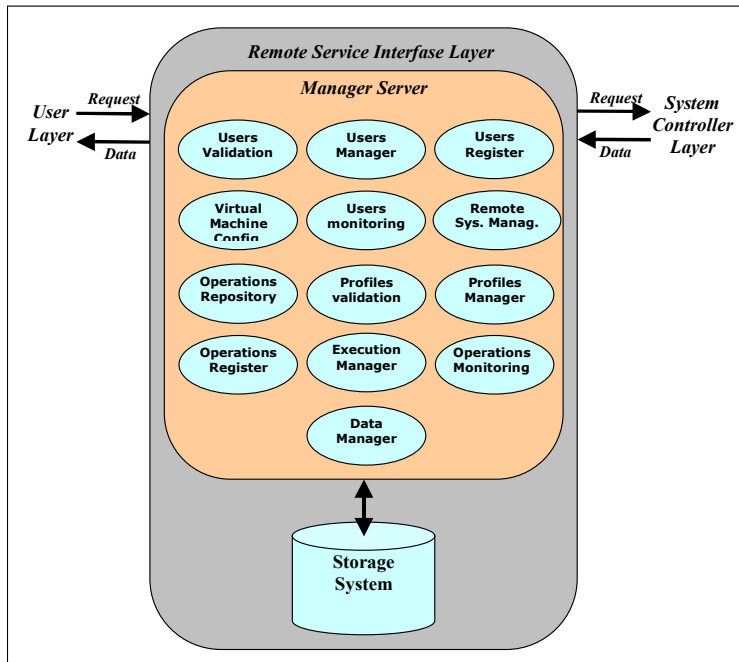 Remote Service Interfase Layer
Manager Server
User
Layer
Request
Data
Request
Data
System
Controller
Layer
Users
Validation
Users
Manager
Users
Register
Virtual
Machine
Config.
Users
monitoring
Remote
Sys. Manag.
Operations
Repository
Profiles
validation
Profiles
Manager
Operations
Register
Execution
Manager
Operations
Monitoring
Data
Manager
Storage
System